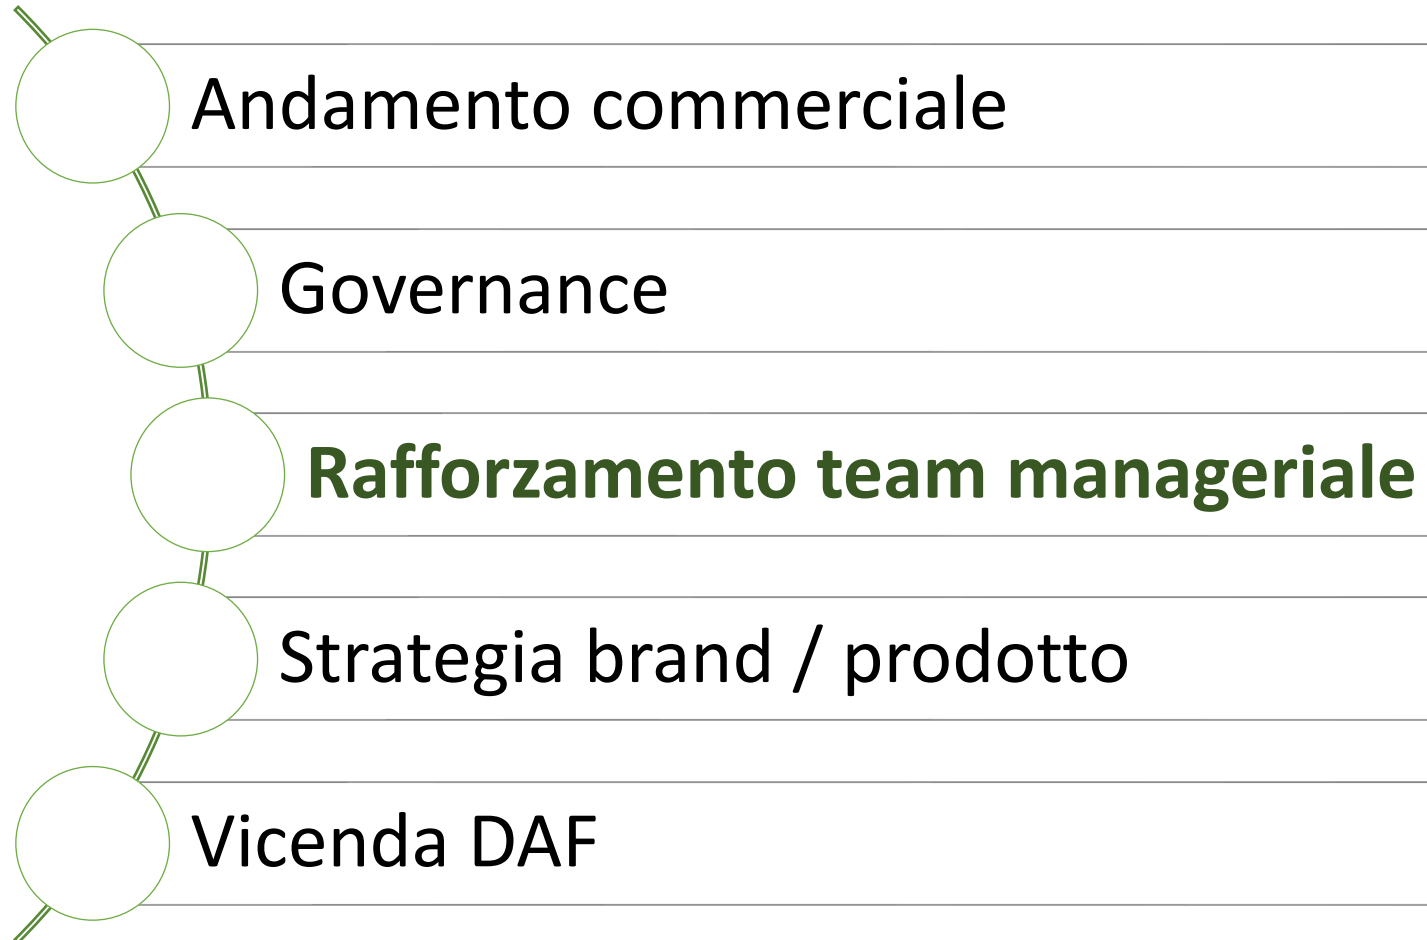 Andamento commerciale
Governance
Rafforzamento team manageriale
Strategia brand / prodotto
Vicenda DAF